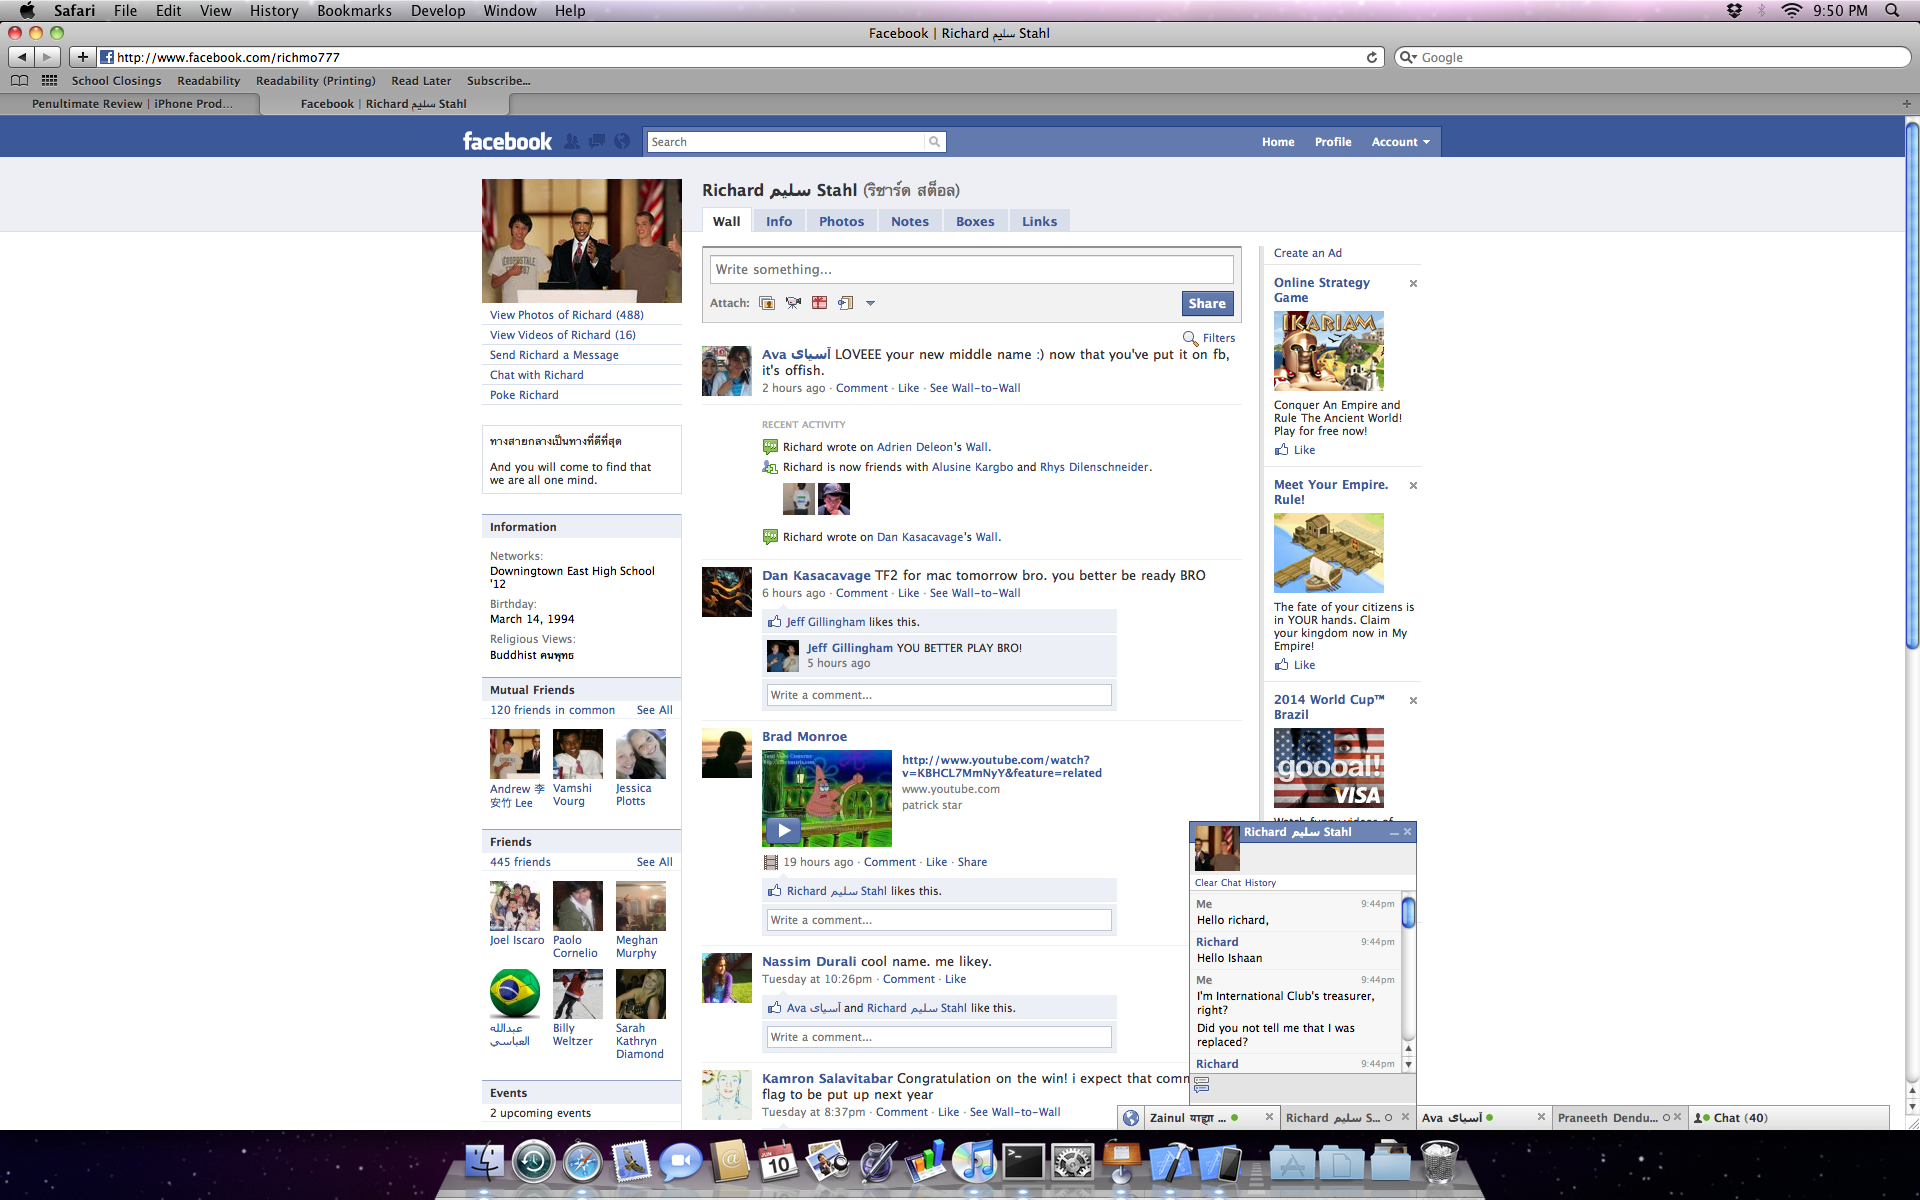 Safari File Edit View History Bookmarks Develop Window Help 9:50 PM
Facebook | Richard سليم Stahl
http://www.facebook.com/richmo777
Google
School Closings Readability Readability (Printing) Read Later Subscribe...
Penultimate Review | iPhone Prod... Facebook | Richard سليم Stahl
facebook Search Home Profile Account
Richard سليم Stahl (ริชาร์ด สต็อล)
Wall Info Photos Notes Boxes Links
View Photos of Richard (488)
View Videos of Richard (16)
Send Richard a Message
Chat with Richard
Poke Richard
ทางสายกลางเป็นทางที่ดีที่สุด
And you will come to find that
we are all one mind.
Information
Networks:
Downingtown East High School
'12
Birthday:
March 14, 1994
Religious Views:
Buddhist คนพุทธ
Mutual Friends
120 friends in common See All
Andrew 李安竹 Lee
Vamshi Vourg
Jessica Plotts
Friends
445 friends See All
Joel Iscaro
Paolo Cornelio
Meghan Murphy
عبدالله العباسي
Billy Weltzer
Sarah Kathryn Diamond
Events
2 upcoming events
Write something...
Attach: Share
Filters
Ava آسیای LOVEEE your new middle name :) now that you've put it on fb,
it's offish.
2 hours ago · Comment · Like · See Wall-to-Wall
RECENT ACTIVITY
Richard wrote on Adrien Deleon's Wall.
Richard is now friends with Alusine Kargbo and Rhys Dilenschneider.
Richard wrote on Dan Kasacavage's Wall.
Dan Kasacavage TF2 for mac tomorrow bro. you better be ready BRO
6 hours ago · Comment · Like · See Wall-to-Wall
Jeff Gillingham likes this.
Jeff Gillingham YOU BETTER PLAY BRO!
5 hours ago
Write a comment...
Brad Monroe
http://www.youtube.com/watch?
v=KBHCL7MmNyY&feature=related
www.youtube.com
patrick star
19 hours ago · Comment · Like · Share
Richard سليم Stahl likes this.
Write a comment...
Nassim Durali cool name. me likey.
Tuesday at 10:26pm · Comment · Like
Ava آسیای and Richard سليم Stahl like this.
Write a comment...
Kamron Salavitabar Congratulation on the win! i expect that comm
flag to be put up next year
Tuesday at 8:37pm · Comment · Like · See Wall-to-Wall
Create an Ad
Online Strategy
Game
IKARIAM
Conquer An Empire and
Rule The Ancient World!
Play for free now!
Like
Meet Your Empire.
Rule!
The fate of your citizens is
in YOUR hands. Claim
your kingdom now in My
Empire!
Like
2014 World Cup™
Brazil
goooal!
VISA
Richard سليم Stahl
Clear Chat History
Me 9:44pm
Hello richard,
Richard 9:44pm
Hello Ishaan
Me 9:44pm
I'm International Club's treasurer,
right?
Did you not tell me that I was
replaced?
Richard 9:44pm
Zainul याह्या ... Richard سليم S... Ava آسیای Praneeth Dendu... Chat (40)
JUN
10